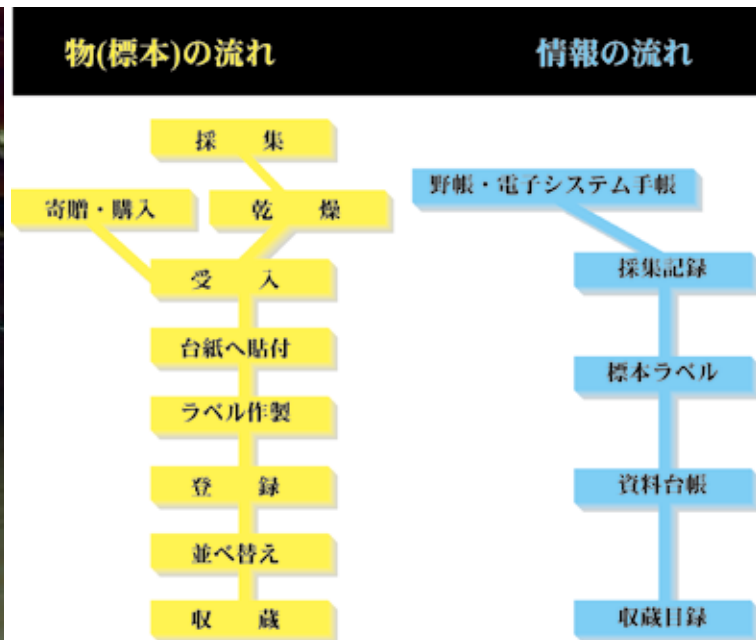 物(標本)の流れ
採 集
寄贈・購入
乾 燥
受 入
台紙へ貼付
ラベル作製
登 録
並べ替え
収 蔵
情報の流れ
野帳・電子システム手帳
採集記録
標本ラベル
資料台帳
収蔵目録